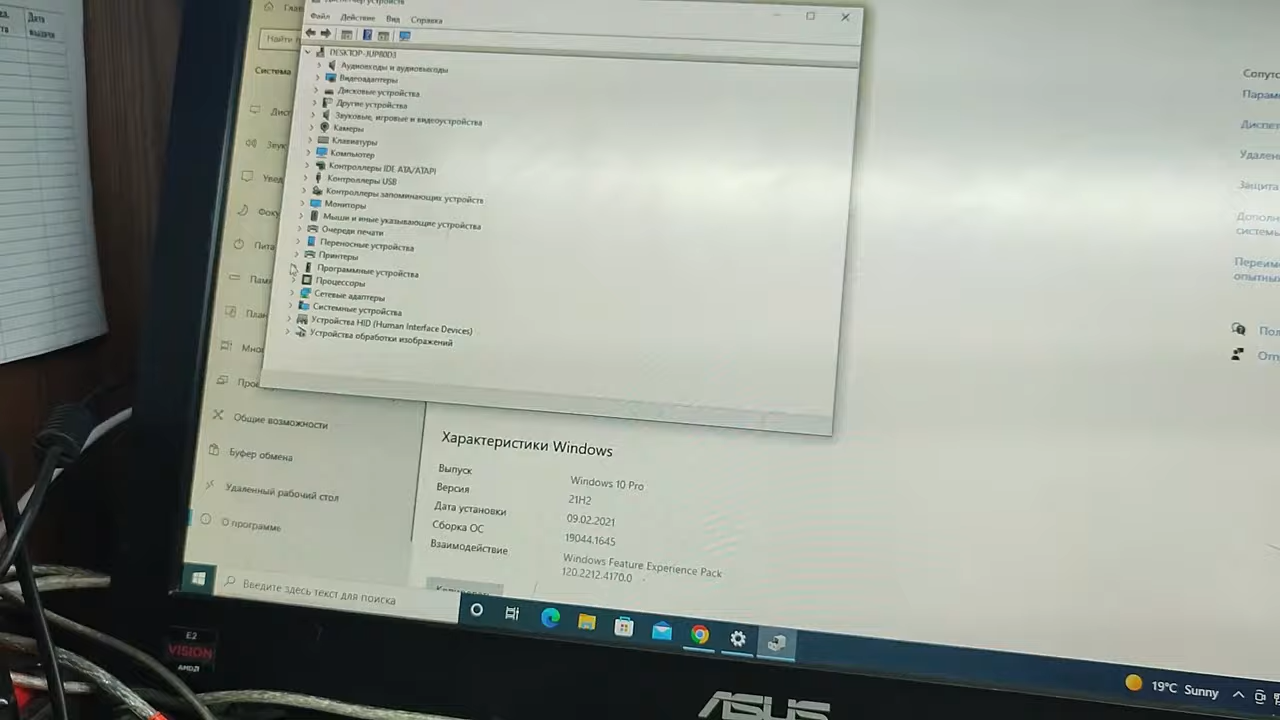 Дата
выдачи
Файл Действие Вид Справка
DESKTOP-JUP80D3
Аудиовходы и аудиовыходы
Видеоадаптеры
Дисковые устройства
Другие устройства
Звуковые, игровые и видеоустройства
Камеры
Клавиатуры
Компьютер
Контроллеры IDE ATA/ATAPI
Контроллеры USB
Контроллеры запоминающих устройств
Мониторы
Мыши и иные указывающие устройства
Очереди печати
Переносные устройства
Принтеры
Программные устройства
Процессоры
Сетевые адаптеры
Системные устройства
Устройства HID (Human Interface Devices)
Устройства обработки изображений
Найти
Система
Общие возможности
Буфер обмена
Удаленный рабочий стол
О программе
Характеристики Windows
Выпуск Windows 10 Pro
Версия 21H2
Дата установки 09.02.2021
Сборка ОС 19044.1645
Взаимодействие Windows Feature Experience Pack
120.2212.4170.0
Введите здесь текст для поиска
19°C Sunny
E2
VISION
AMD
ASUS